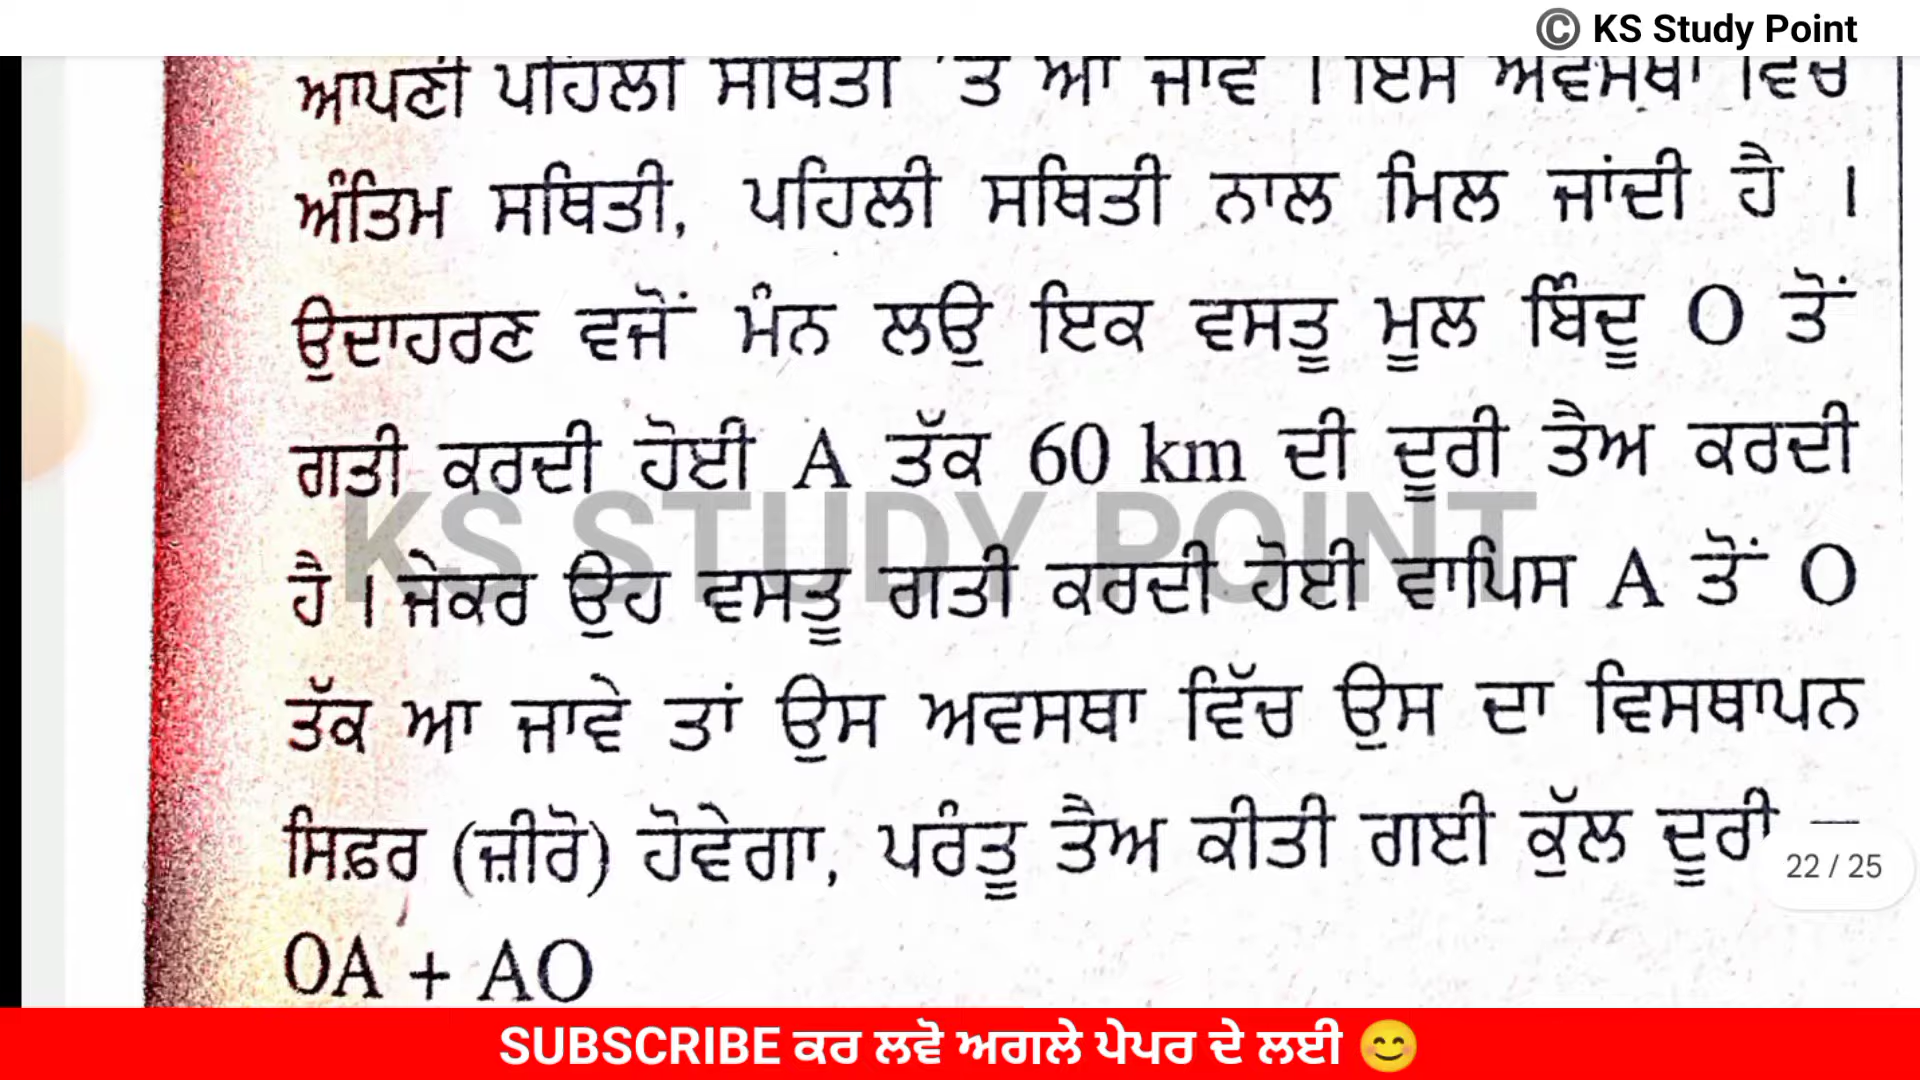 © KS Study Point
ਆਪਣੀ ਪਹਿਲੀ ਸਥਿਤੀ 'ਤੇ ਆ ਜਾਵੇ । ਇਸ ਅਵਸਥਾ ਵਿੱਚ
ਅੰਤਿਮ ਸਥਿਤੀ, ਪਹਿਲੀ ਸਥਿਤੀ ਨਾਲ ਮਿਲ ਜਾਂਦੀ ਹੈ ।
ਉਦਾਹਰਣ ਵਜੋਂ ਮੰਨ ਲਉ ਇਕ ਵਸਤੂ ਮੂਲ ਬਿੰਦੂ O ਤੋਂ
ਗਤੀ ਕਰਦੀ ਹੋਈ A ਤੱਕ 60 km ਦੀ ਦੂਰੀ ਤੈਅ ਕਰਦੀ
KS STUDY POINT
ਹੈ । ਜੇਕਰ ਉਹ ਵਸਤੂ ਗਤੀ ਕਰਦੀ ਹੋਈ ਵਾਪਿਸ A ਤੋਂ O
ਤੱਕ ਆ ਜਾਵੇ ਤਾਂ ਉਸ ਅਵਸਥਾ ਵਿੱਚ ਉਸ ਦਾ ਵਿਸਥਾਪਨ
ਸਿਫ਼ਰ (ਜ਼ੀਰੋ) ਹੋਵੇਗਾ, ਪਰੰਤੂ ਤੈਅ ਕੀਤੀ ਗਈ ਕੁੱਲ ਦੂਰੀ
22 / 25
OA + AO
SUBSCRIBE ਕਰ ਲਵੋ ਅਗਲੇ ਪੇਪਰ ਦੇ ਲਈ 😊